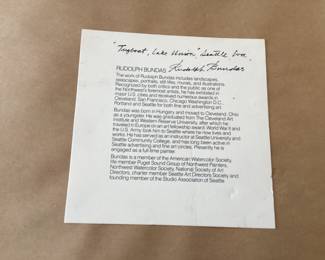 "Tugboat, Lake Union" Seattle
RUDOLPH BUNDAS Rudolph Bundas
The work of Rudolph Bundas includes landscapes,
seascapes, portraits, still lifes, murals, and illustrations.
Recognized by both critics and the public as one of
the Northwest's foremost artists, he has exhibited in
major U.S. cities and received numerous awards in
Cleveland, San Francisco, Chicago Washington D.C.,
Portland and Seattle for fine arts and advertising art.
Bundas was born in Hungary and moved to Cleveland, Ohio
as a youngster. He was graduated from The Cleveland Art
Institute and Western Reserve University, after which he
worked in Europe on an art fellowship award. World War II and
the U.S. Army took him to Seattle where he now lives and
works. He has served as an instructor at Seattle University,
Seattle Community College, and has long been active in
Seattle advertising and fine art circles. Presently he is
engaged as a full-time painter.
Bundas is a member of the American Watercolor Society,
life member Puget Sound Group of Northwest Painters,
Northwest Watercolor Society, National Society of Art
Directors, charter member Seattle Art Directors Society and
founding member of the Studio Association of Seattle